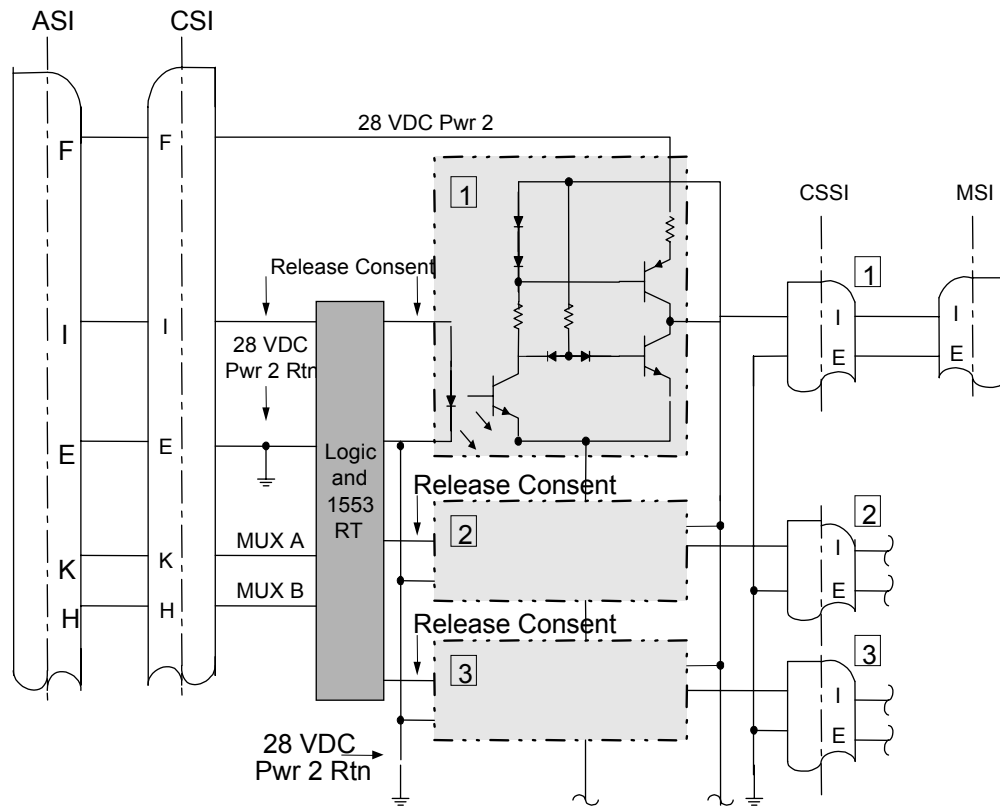 ASI
CSI
F
F
28 VDC Pwr 2
1
CSSI
MSI
1
Release Consent
I
I
I
I
28 VDC
Pwr 2 Rtn
E
E
E
E
Logic
and
1553
RT
Release Consent
2
2
I
K
K
MUX A
E
H
H
MUX B
Release Consent
3
3
I
E
28 VDC
Pwr 2 Rtn